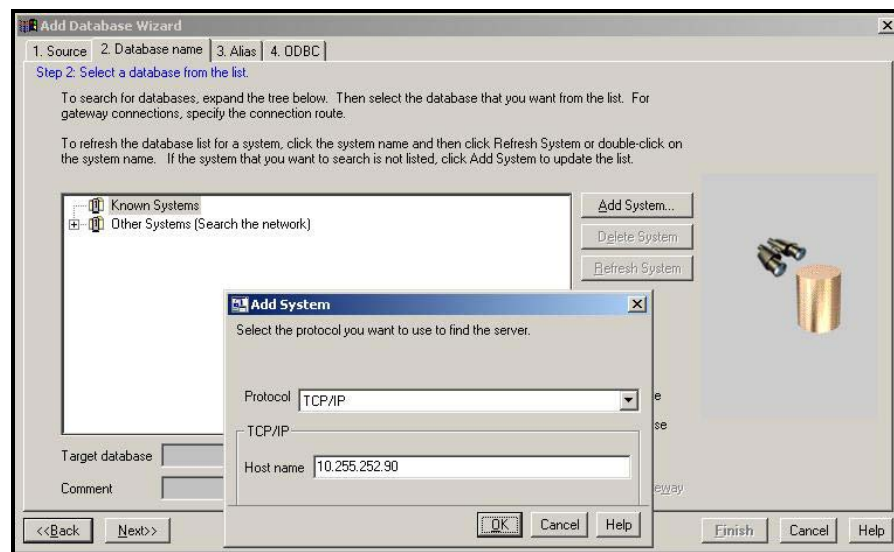 Add Database Wizard
1. Source 2. Database name 3. Alias 4. ODBC
Step 2: Select a database from the list.
To search for databases, expand the tree below. Then select the database that you want from the list. For
gateway connections, specify the connection route.
To refresh the database list for a system, click the system name and then click Refresh System or double-click on
the system name. If the system that you want to search is not listed, click Add System to update the list.
Known Systems
Other Systems (Search the network)
Add System...
Delete System
Refresh System
Add System
Select the protocol you want to use to find the server.
Protocol TCP/IP
TCP/IP
Host name 10.255.252.90
OK Cancel Help
Target database
Comment
<<Back Next>> Finish Cancel Help